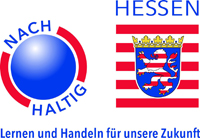 NACH
HALTIG
HESSEN
Lernen und Handeln für unsere Zukunft